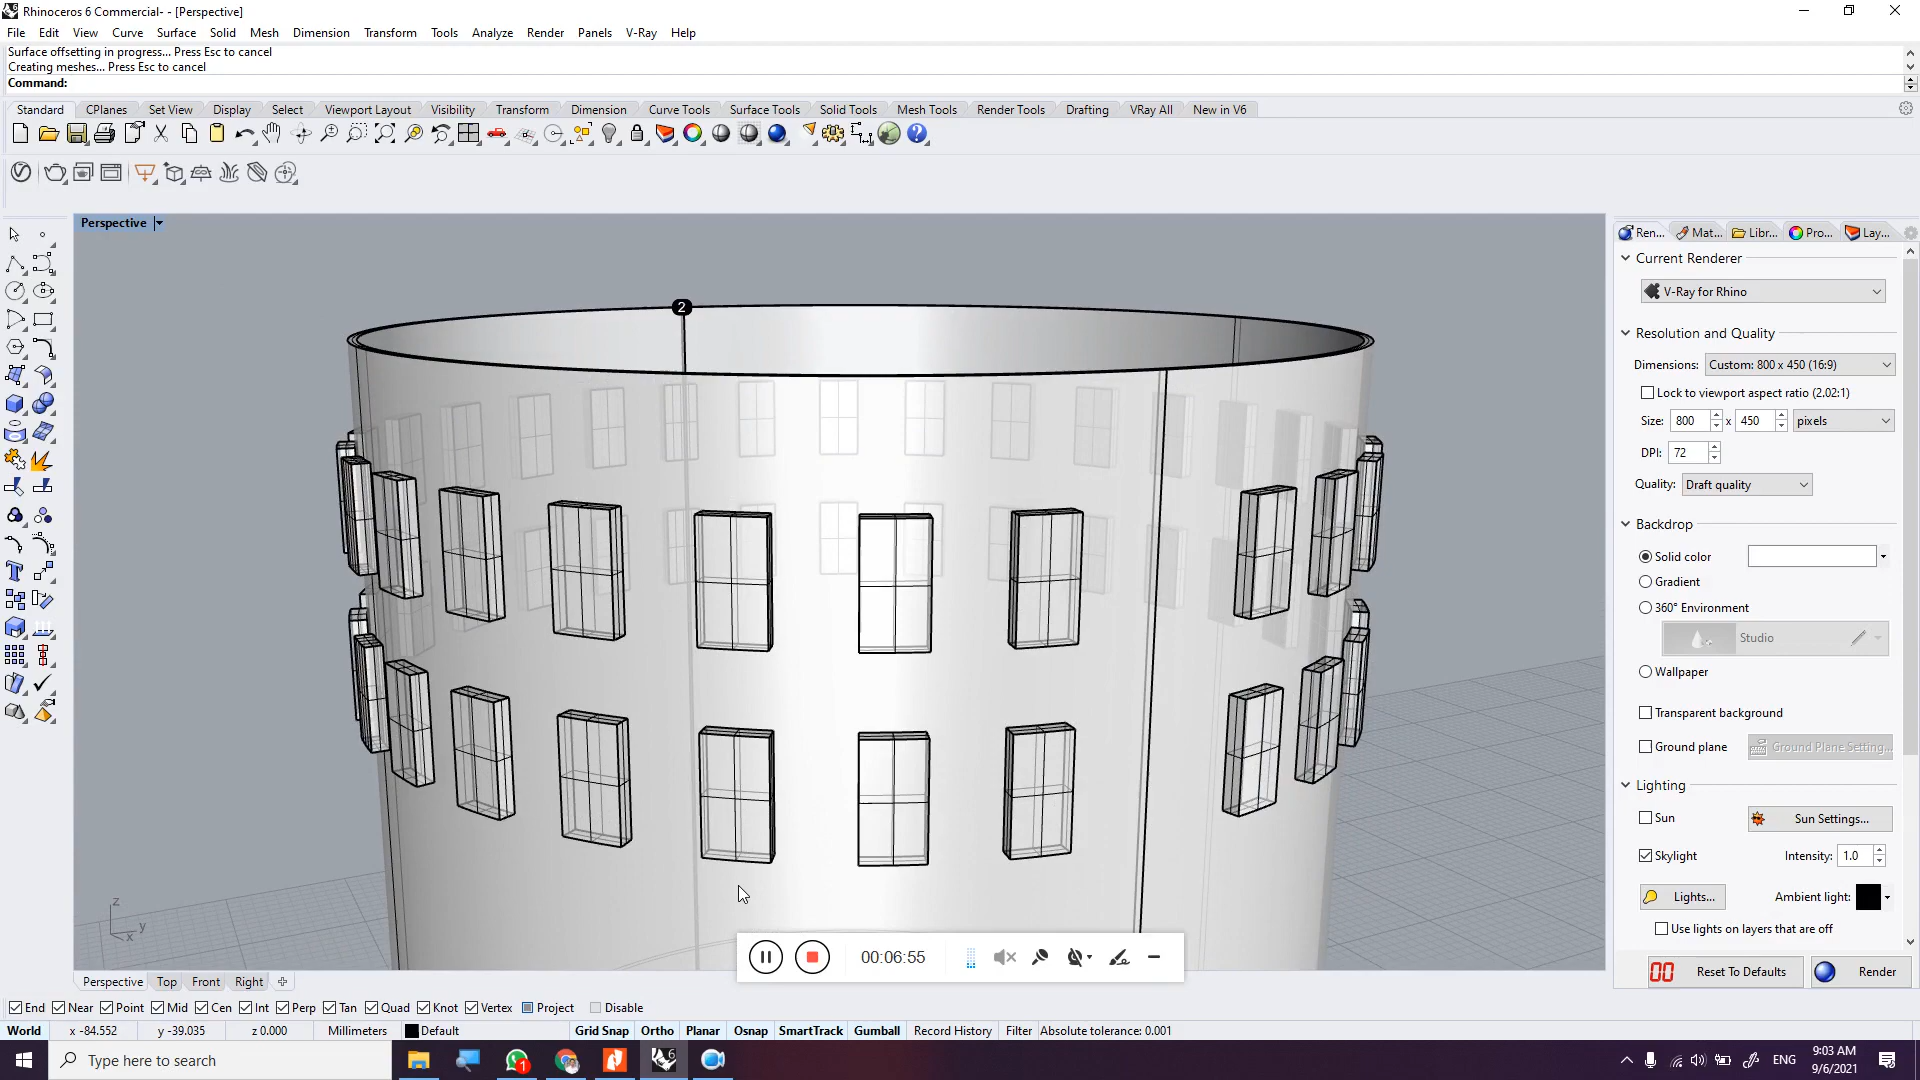 Rhinoceros 6 Commercial- - [Perspective]
File Edit View Curve Surface Solid Mesh Dimension Transform Tools Analyze Render Panels V-Ray Help
Surface offsetting in progress... Press Esc to cancel
Creating meshes... Press Esc to cancel
Command:
Standard CPlanes Set View Display Select Viewport Layout Visibility Transform Dimension Curve Tools Surface Tools Solid Tools Mesh Tools Render Tools Drafting VRay All New in V6
Perspective
2
z
y
x
Ren... Mat... Libr... Pro... Lay...
Current Renderer
V-Ray for Rhino
Resolution and Quality
Dimensions: Custom: 800 x 450 (16:9)
Lock to viewport aspect ratio (2.02:1)
Size: 800 x 450 pixels
DPI: 72
Quality: Draft quality
Backdrop
Solid color
Gradient
360° Environment
Studio
Wallpaper
Transparent background
Ground plane Ground Plane Setting...
Lighting
Sun Sun Settings...
Skylight Intensity: 1.0
Lights... Ambient light:
Use lights on layers that are off
Reset To Defaults Render
00:06:55
Perspective Top Front Right
End Near Point Mid Cen Int Perp Tan Quad Knot Vertex Project Disable
World x -84.552 y -39.035 z 0.000 Millimeters Default Grid Snap Ortho Planar Osnap SmartTrack Gumball Record History Filter Absolute tolerance: 0.001
Type here to search
1
6
ENG
9:03 AM
9/6/2021